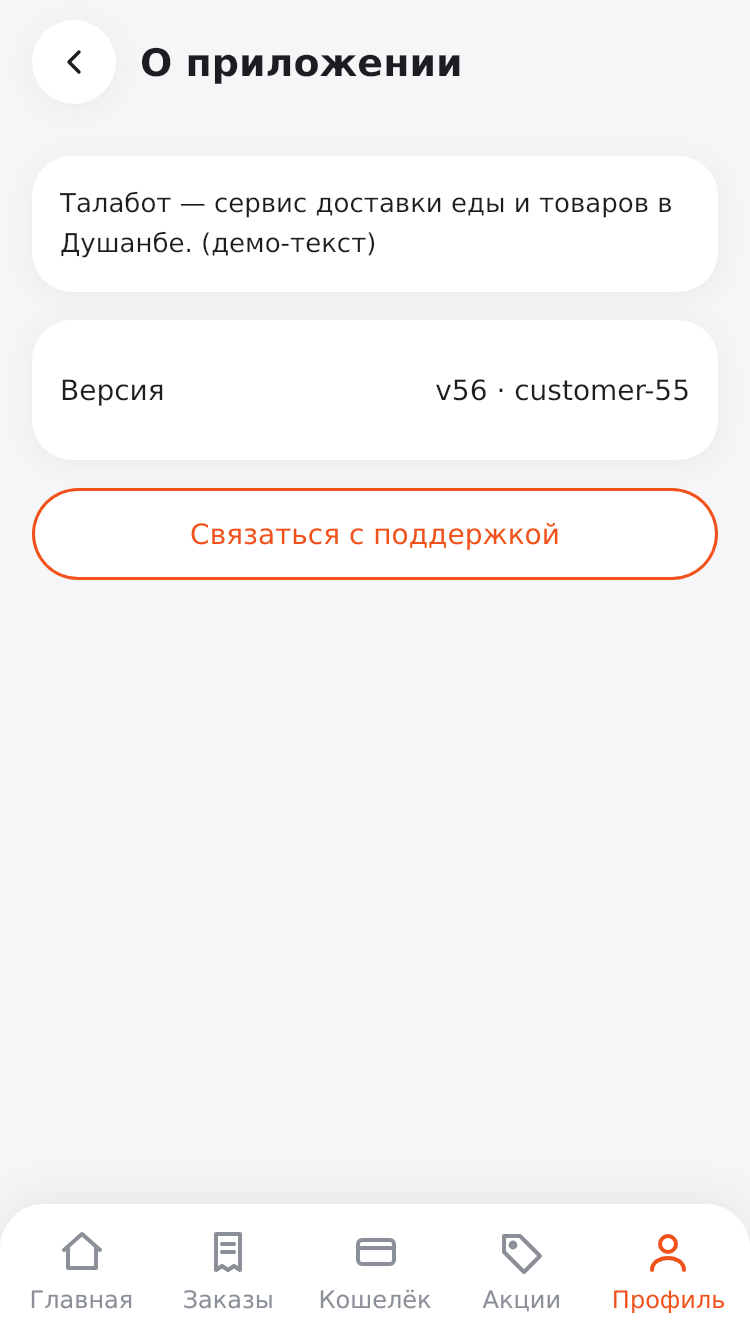 О приложении
Талабот — сервис доставки еды и товаров в
Душанбе. (демо-текст)
Версия v56 · customer-55
Связаться с поддержкой
Главная Заказы Кошелёк Акции Профиль